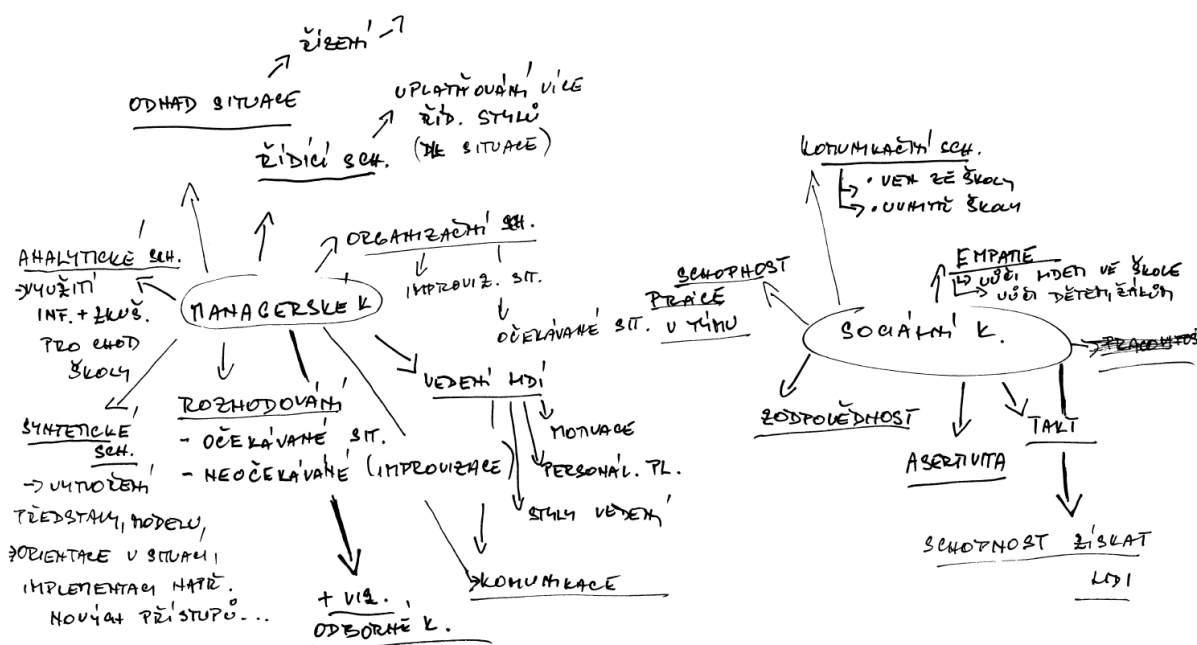 ŘÍZENÍ
ODHAD SITUACE
UPLATŇOVÁNÍ VÍCE
ŘÍD. STYLŮ
(DLE SITUACE)
ŘÍDÍCÍ SCH.
ORGANIZAČNÍ SCH.
IMPROVIZ. SIT.
OČEKÁVANÉ SIT.
ANALYTICKÉ SCH.
→ VYUŽITÍ
INF. + ZKUŠ.
PRO CHOD
ŠKOLY
MANAGERSKÉ K
SYNTETICKÉ
SCH.
→ VYTVOŘENÍ
PŘEDSTAVY, MODELU,
ORIENTACE V SITUACI,
IMPLEMENTACI NAPŘ.
NOVÝCH PŘÍSTUPŮ...
ROZHODOVÁNÍ
- OČEKÁVANÉ SIT.
- NEOČEKÁVANÉ (IMPROVIZACE)
VEDENÍ LIDÍ
MOTIVACE
PERSONÁL. PL.
STYLY VEDENÍ
KOMUNIKACE
+ VIZ.
ODBORNÉ K.
KOMUNIKAČNÍ SCH.
• VEN ZE ŠKOLY
• UVNITŘ ŠKOLY
SCHOPNOST
PRÁCE
V TÝMU
EMPATIE
VŮČI LIDEM VE ŠKOLE
VŮČI DĚTEM, ŽÁKŮM
SOCIÁLNÍ K.
ZODPOVĚDNOST
ASERTIVITA
TAKT
SCHOPNOST ZÍSKAT
LIDI